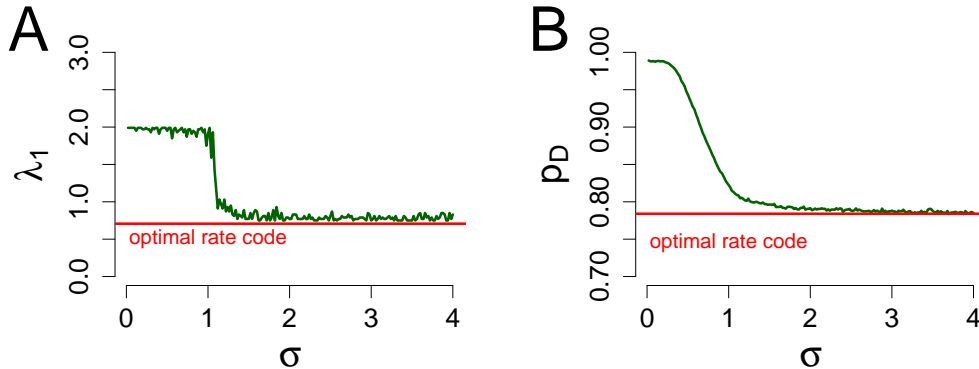 A
3.0
2.0
1.0
0.0
λ1
optimal rate code
0 1 2 3 4
σ
B
1.00
0.90
0.80
0.70
pD
optimal rate code
0 1 2 3 4
σ